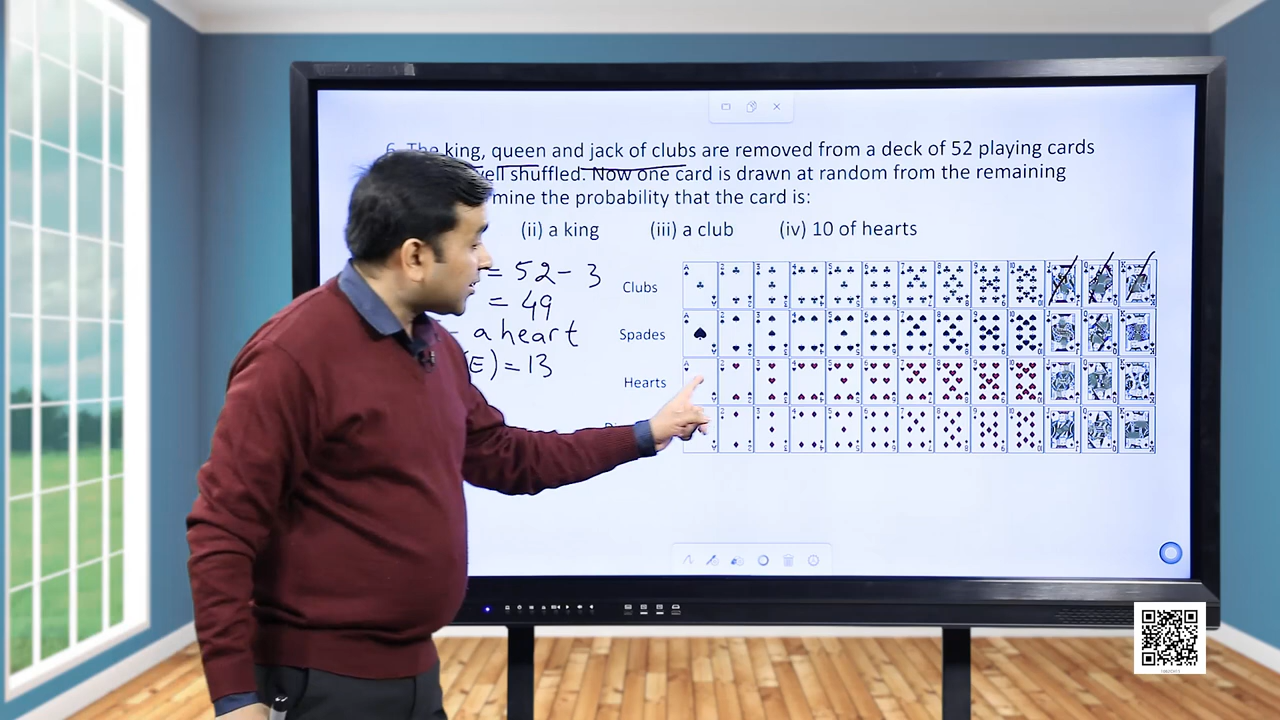 6. The king, queen and jack of clubs are removed from a deck of 52 playing cards
well shuffled. Now one card is drawn at random from the remaining
mine the probability that the card is:
(ii) a king (iii) a club (iv) 10 of hearts
= 52 - 3
= 49
a heart
(E) = 13
Clubs
Spades
Hearts